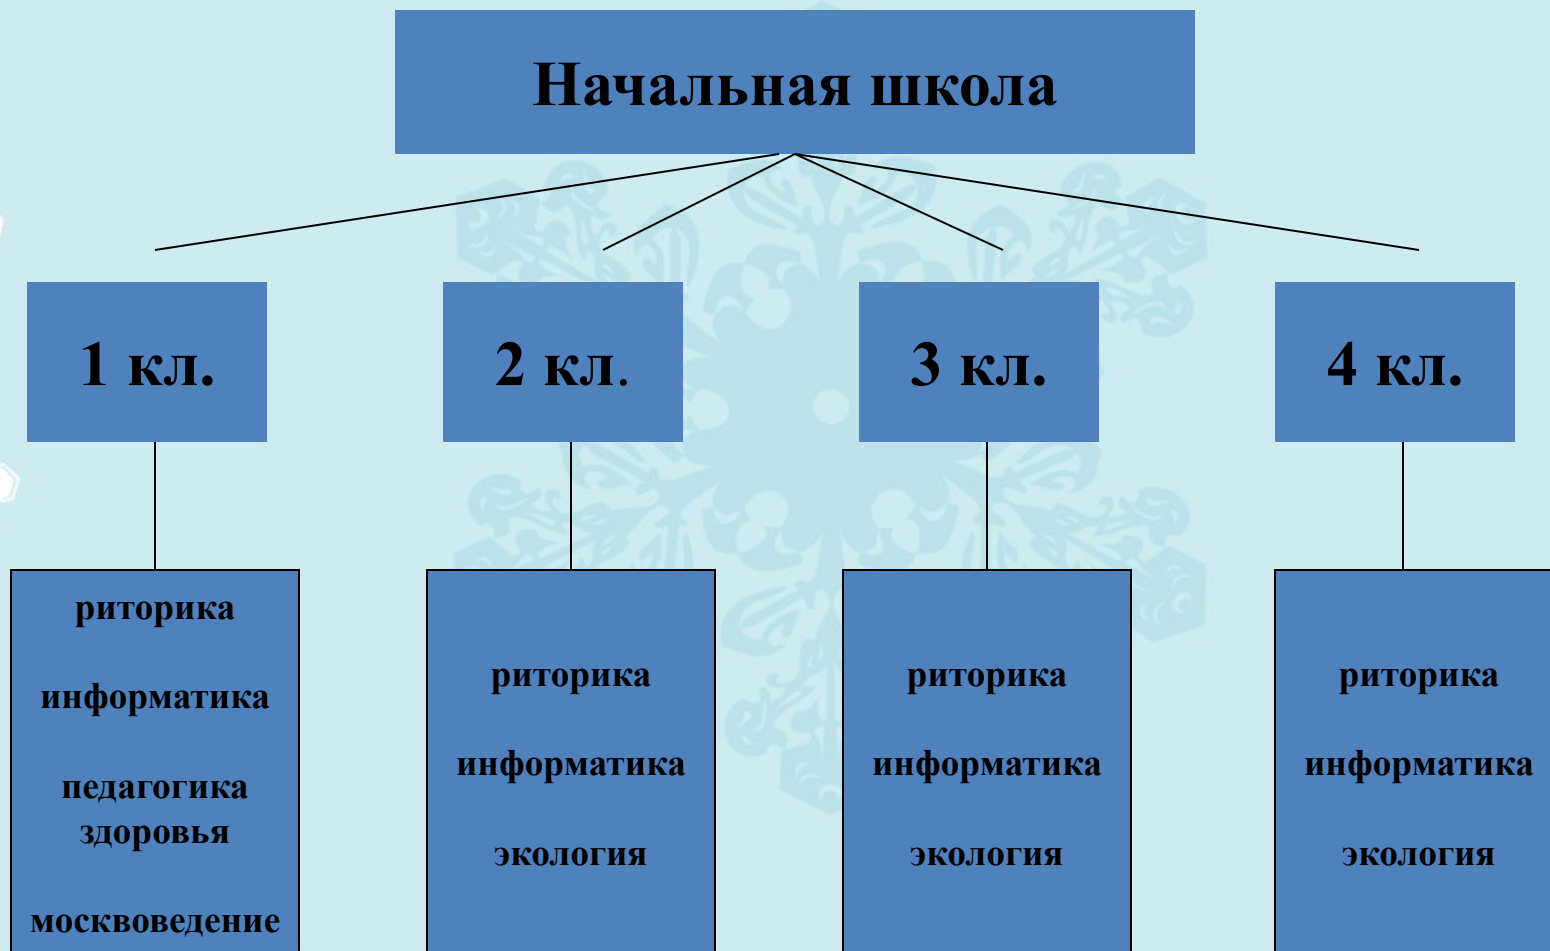 Начальная школа
1 кл.
2 кл.
3 кл.
4 кл.
риторика
информатика
педагогика
здоровья
москвоведение
риторика
информатика
экология
риторика
информатика
экология
риторика
информатика
экология